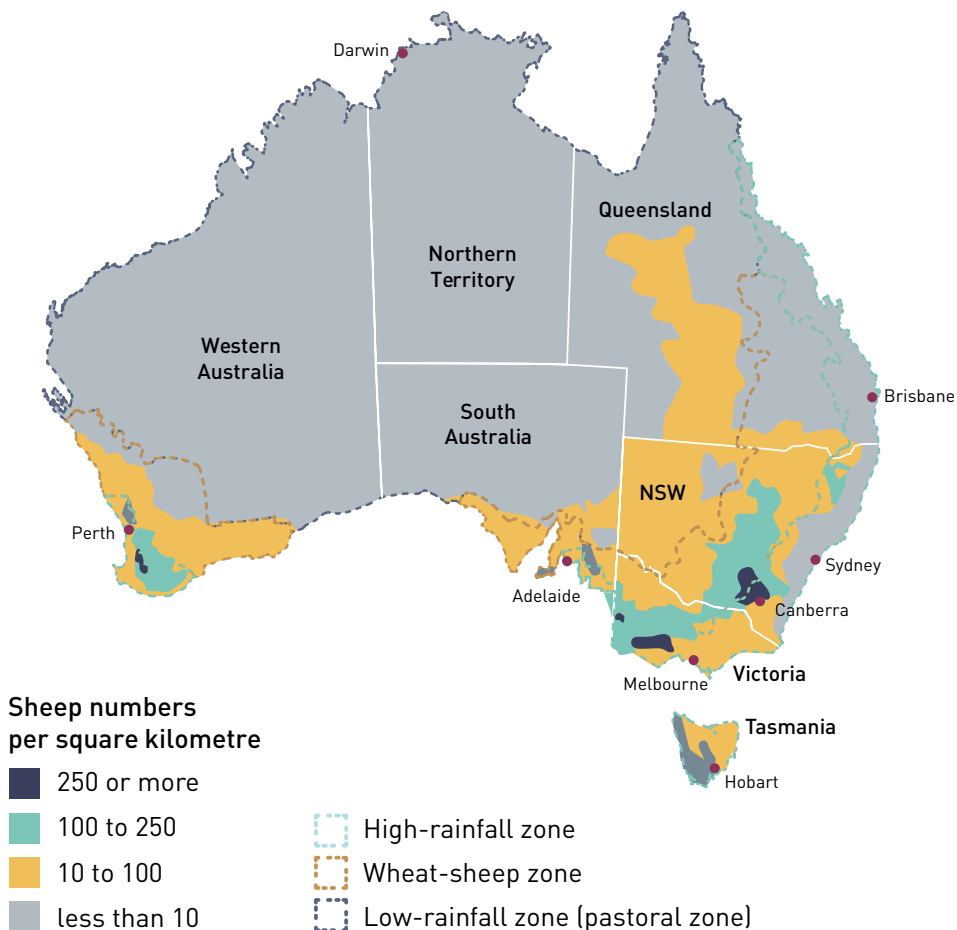 Darwin
Queensland
Northern
Territory
Western
Australia
South
Australia
Brisbane
NSW
Perth
Sydney
Adelaide
Canberra
Melbourne
Victoria
Tasmania
Hobart
Sheep numbers
per square kilometre
250 or more
100 to 250
10 to 100
less than 10
High-rainfall zone
Wheat-sheep zone
Low-rainfall zone (pastoral zone)